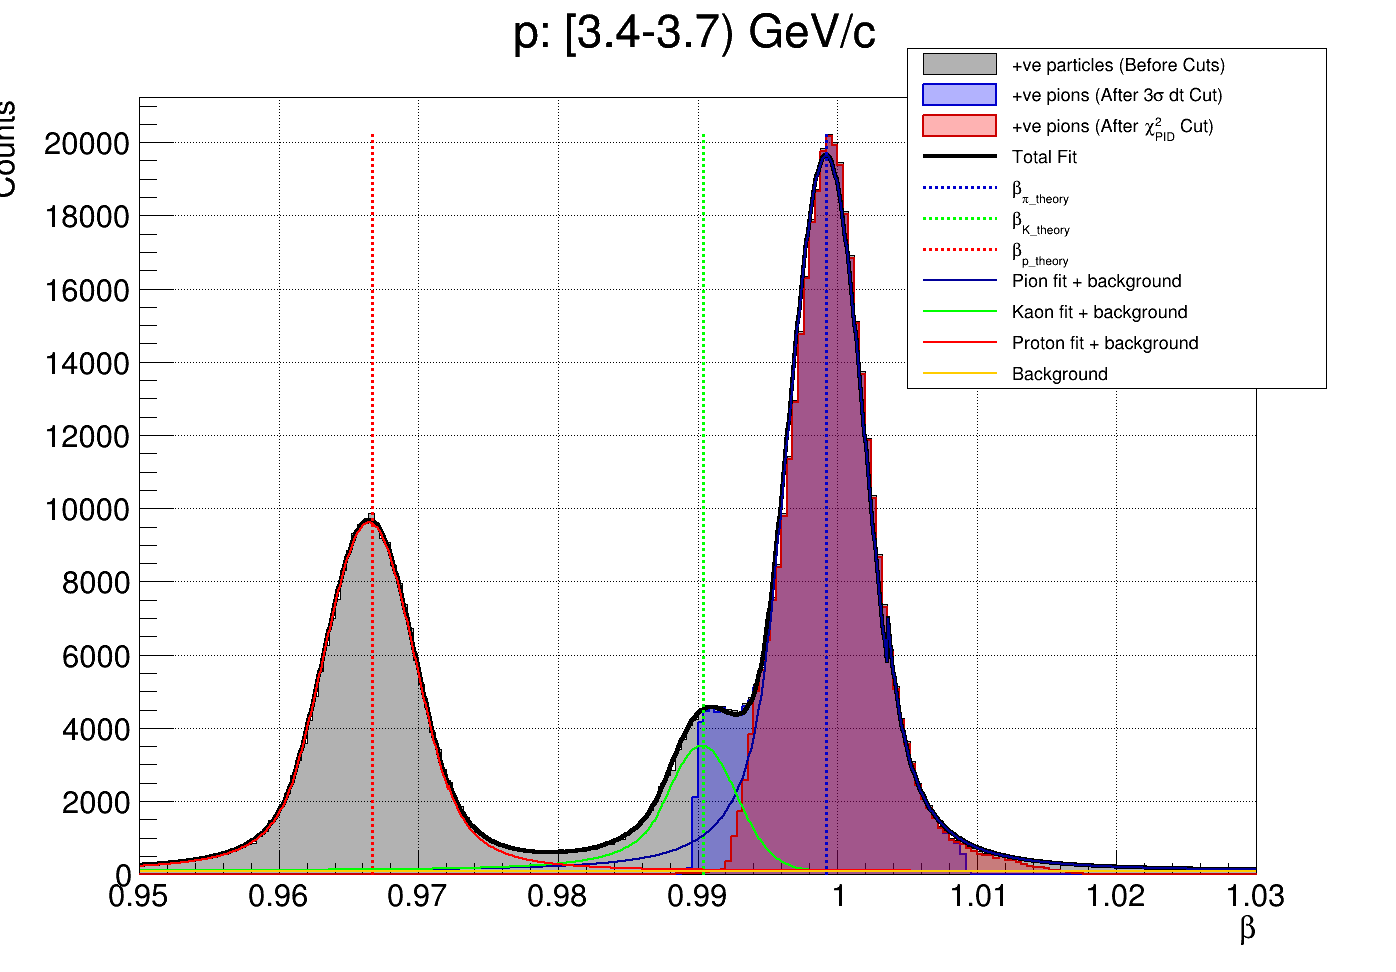 p: [3.4-3.7) GeV/c
Counts
+ve particles (Before Cuts)
+ve pions (After 3σ dt Cut)
+ve pions (After χ²PID Cut)
Total Fit
βπ_theory
βK_theory
βp_theory
Pion fit + background
Kaon fit + background
Proton fit + background
Background
20000
18000
16000
14000
12000
10000
8000
6000
4000
2000
0
0.95 0.96 0.97 0.98 0.99 1 1.01 1.02 1.03
β